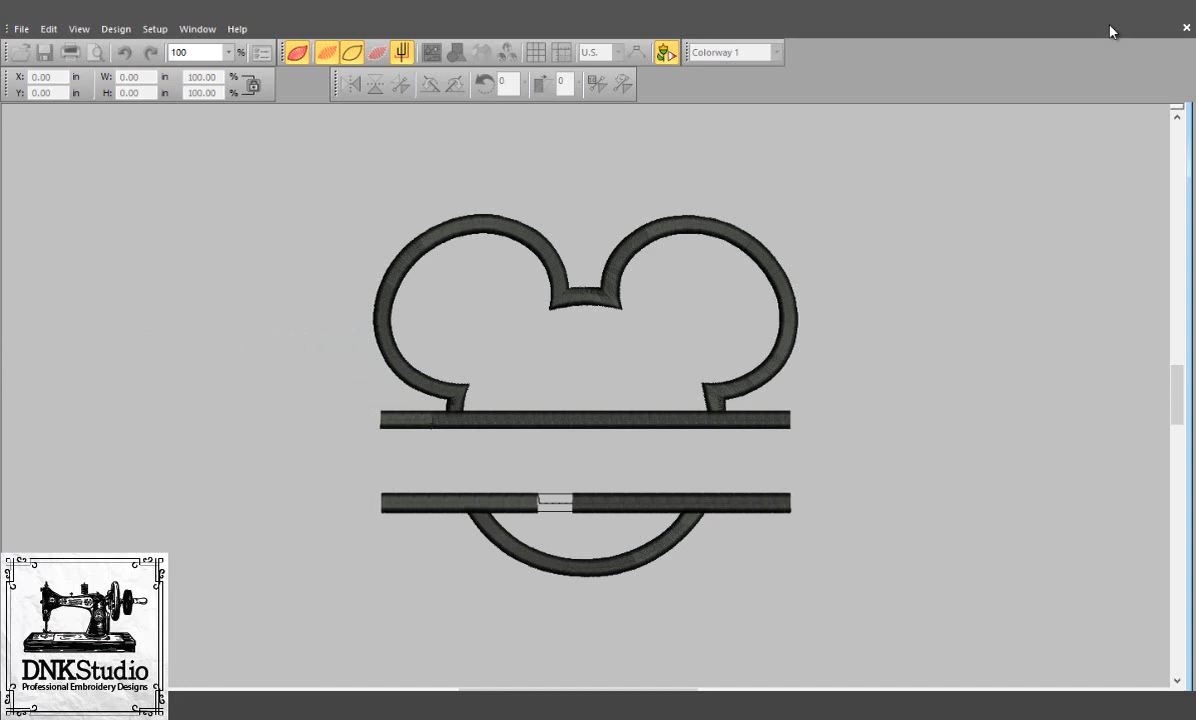 File Edit View Design Setup Window Help
100 % U.S. Colorway 1
X: 0.00 in W: 0.00 in 100.00 % 0 0
Y: 0.00 in H: 0.00 in 100.00 %
DNKStudio
Professional Embroidery Designs